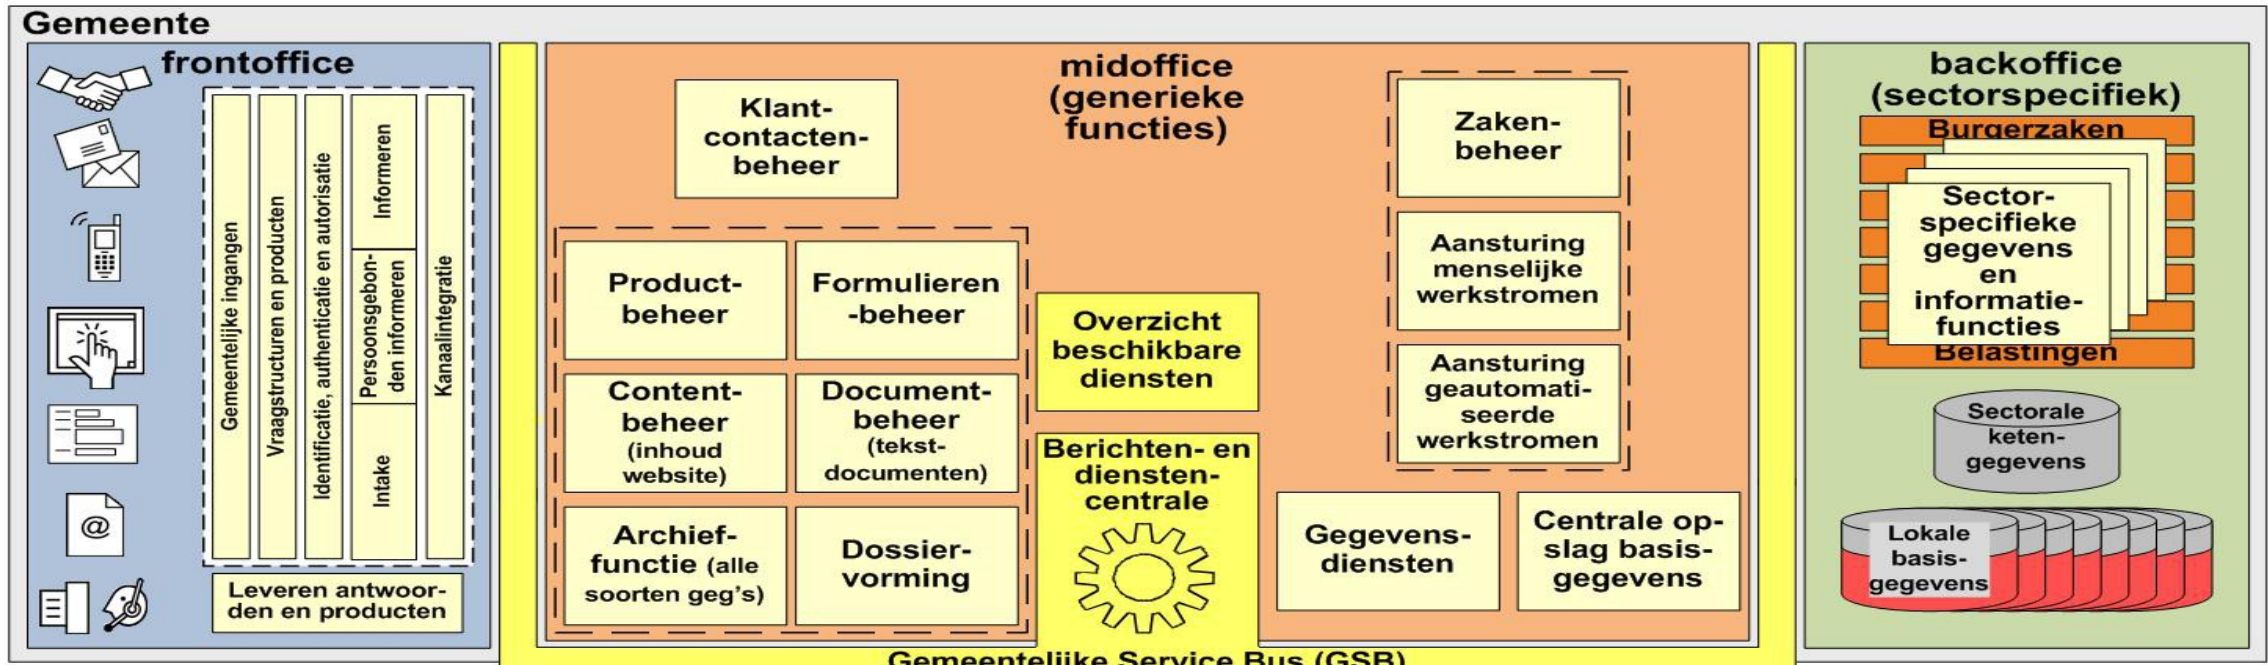 Gemeente
frontoffice
Gemeentelijke ingangen
Vraagstructuren en producten
Identificatie, authenticatie en autorisatie
Informeren
Persoonsgebon-
den informeren
Intake
Kanaalintegratie
@
Leveren antwoor-
den en producten
midoffice
(generieke
functies)
Klant-
contacten-
beheer
Product-
beheer
Formulieren
-beheer
Content-
beheer
(inhoud
website)
Document-
beheer
(tekst-
documenten)
Archief-
functie (alle
soorten geg's)
Dossier-
vorming
Overzicht
beschikbare
diensten
Berichten- en
diensten-
centrale
Zaken-
beheer
Aansturing
menselijke
werkstromen
Aansturing
geautomati-
seerde
werkstromen
Gegevens-
diensten
Centrale op-
slag basis-
gegevens
Gemeentelijke Service Bus (GSB)
backoffice
(sectorspecifiek)
Burgerzaken
Sector-
specifieke
gegevens
en
informatie-
functies
Belastingen
Sectorale
keten-
gegevens
Lokale
basis-
gegevens